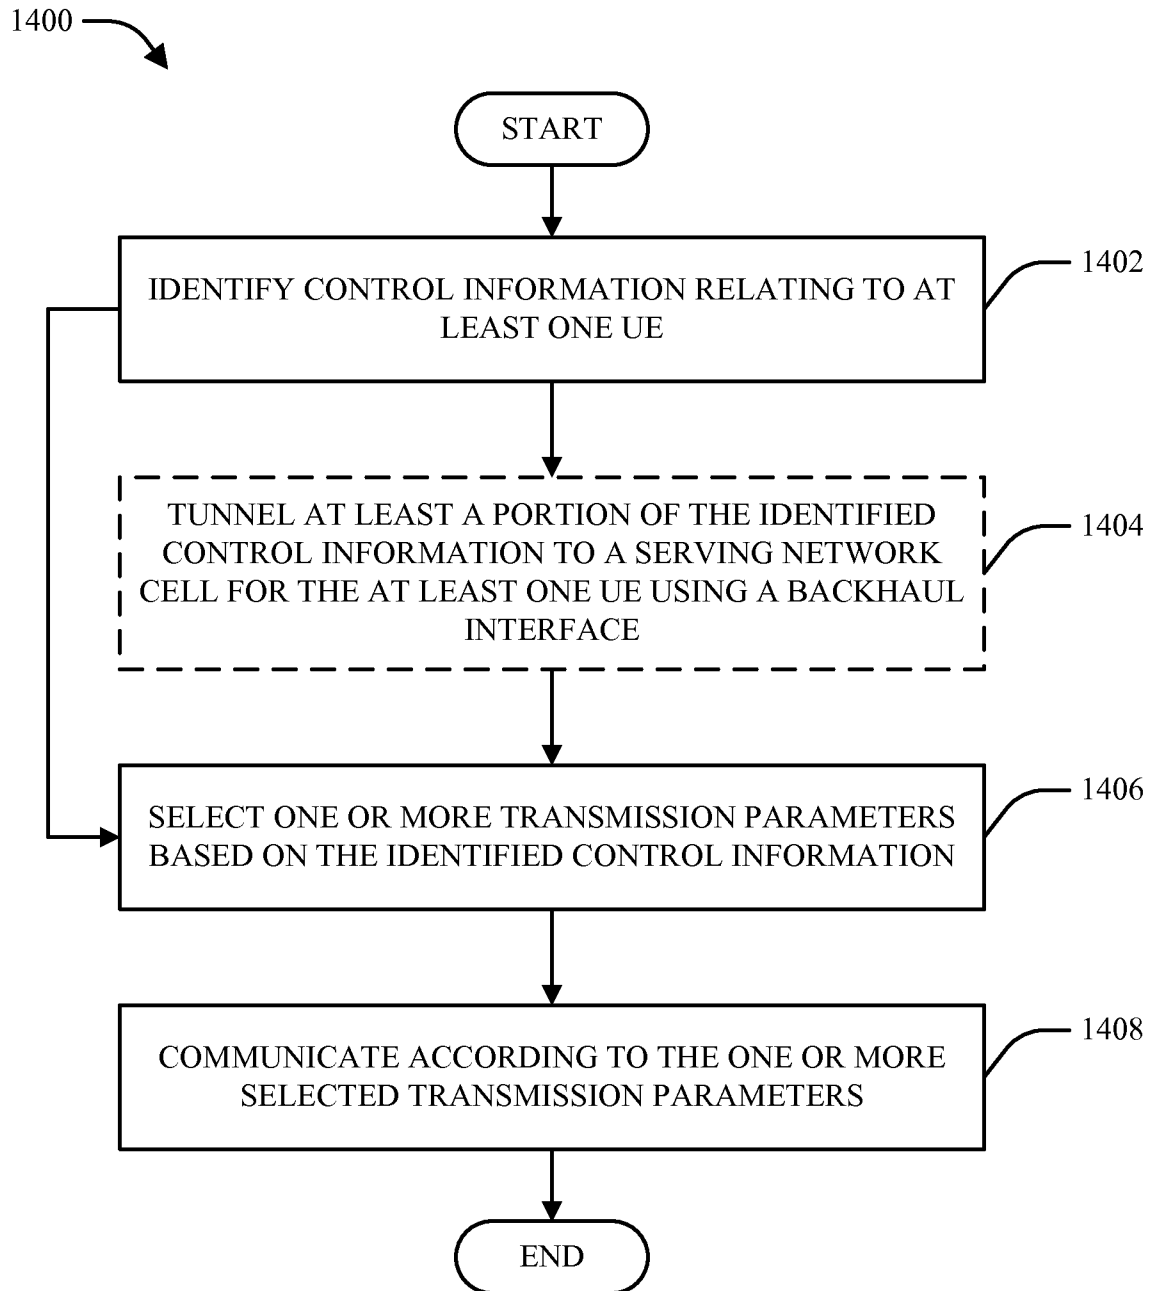 1400
START
IDENTIFY CONTROL INFORMATION RELATING TO AT
LEAST ONE UE
1402
TUNNEL AT LEAST A PORTION OF THE IDENTIFIED
CONTROL INFORMATION TO A SERVING NETWORK
CELL FOR THE AT LEAST ONE UE USING A BACKHAUL
INTERFACE
1404
SELECT ONE OR MORE TRANSMISSION PARAMETERS
BASED ON THE IDENTIFIED CONTROL INFORMATION
1406
COMMUNICATE ACCORDING TO THE ONE OR MORE
SELECTED TRANSMISSION PARAMETERS
1408
END